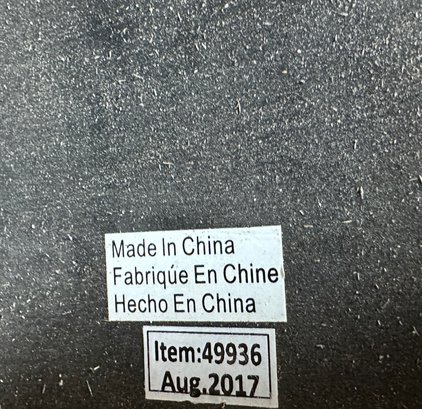 Made In China
Fabriqúe En Chine
Hecho En China
Item:49936
Aug.2017